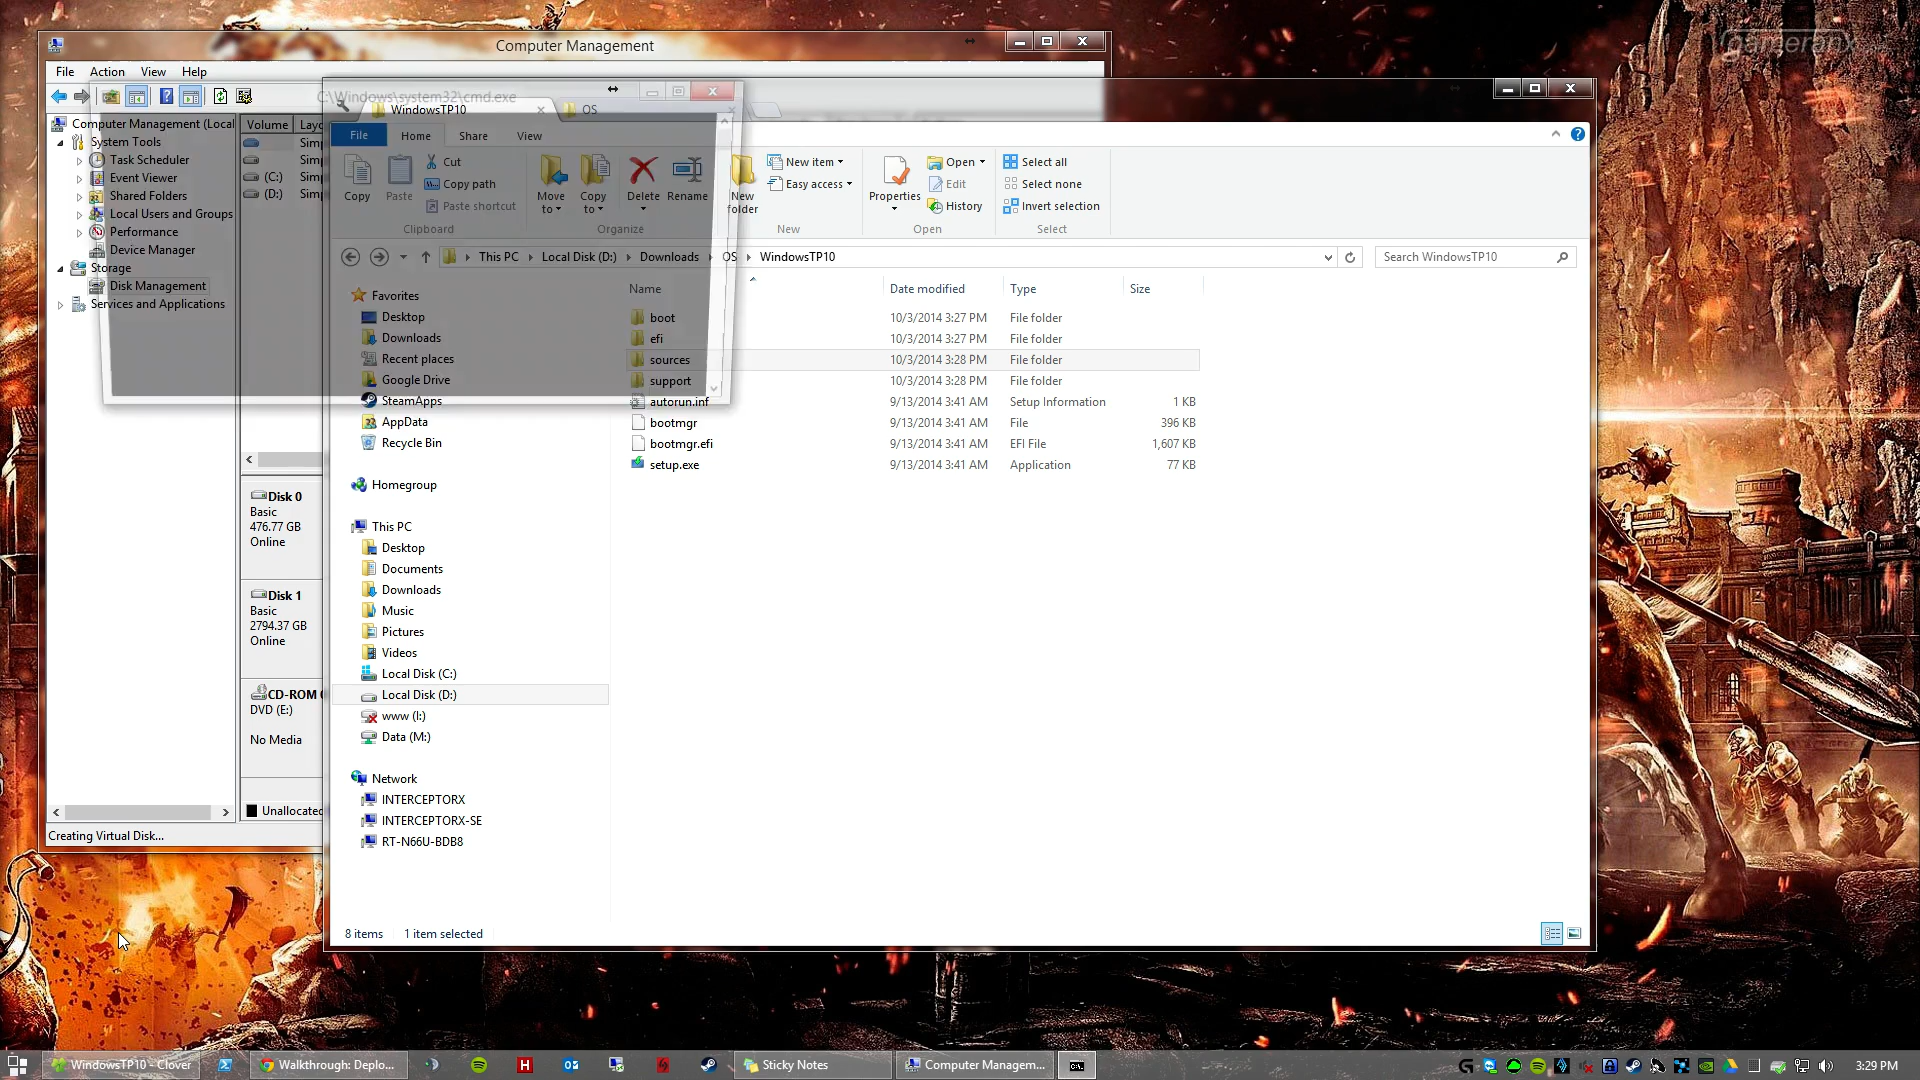 gameranx
Computer Management
File Action View Help
C:\Windows\system32\cmd.exe
WindowsTP10
OS
Computer Management (Local
System Tools
Task Scheduler
Event Viewer
Shared Folders
Local Users and Groups
Performance
Device Manager
Storage
Disk Management
Services and Applications
Volume
(C:)
(D:)
Disk 0
Basic
476.77 GB
Online
Disk 1
Basic
2794.37 GB
Online
CD-ROM
DVD (E:)
No Media
Unallocated
Creating Virtual Disk...
File Home Share View
Copy
Paste
Cut
Copy path
Paste shortcut
Clipboard
Move to
Copy to
Delete
Rename
Organize
New folder
New item
Easy access
New
Properties
Open
Edit
History
Open
Select all
Select none
Invert selection
Select
This PC Local Disk (D:) Downloads OS WindowsTP10
Search WindowsTP10
Favorites
Desktop
Downloads
Recent places
Google Drive
SteamApps
AppData
Recycle Bin
Homegroup
This PC
Desktop
Documents
Downloads
Music
Pictures
Videos
Local Disk (C:)
Local Disk (D:)
www (I:)
Data (M:)
Network
INTERCEPTORX
INTERCEPTORX-SE
RT-N66U-BDB8
Name Date modified Type Size
boot 10/3/2014 3:27 PM File folder
efi 10/3/2014 3:27 PM File folder
sources 10/3/2014 3:28 PM File folder
support 10/3/2014 3:28 PM File folder
autorun.inf 9/13/2014 3:41 AM Setup Information 1 KB
bootmgr 9/13/2014 3:41 AM File 396 KB
bootmgr.efi 9/13/2014 3:41 AM EFI File 1,607 KB
setup.exe 9/13/2014 3:41 AM Application 77 KB
8 items 1 item selected
WindowsTP10 - Clover
Walkthrough: Deplo...
Sticky Notes
Computer Managem...
3:29 PM